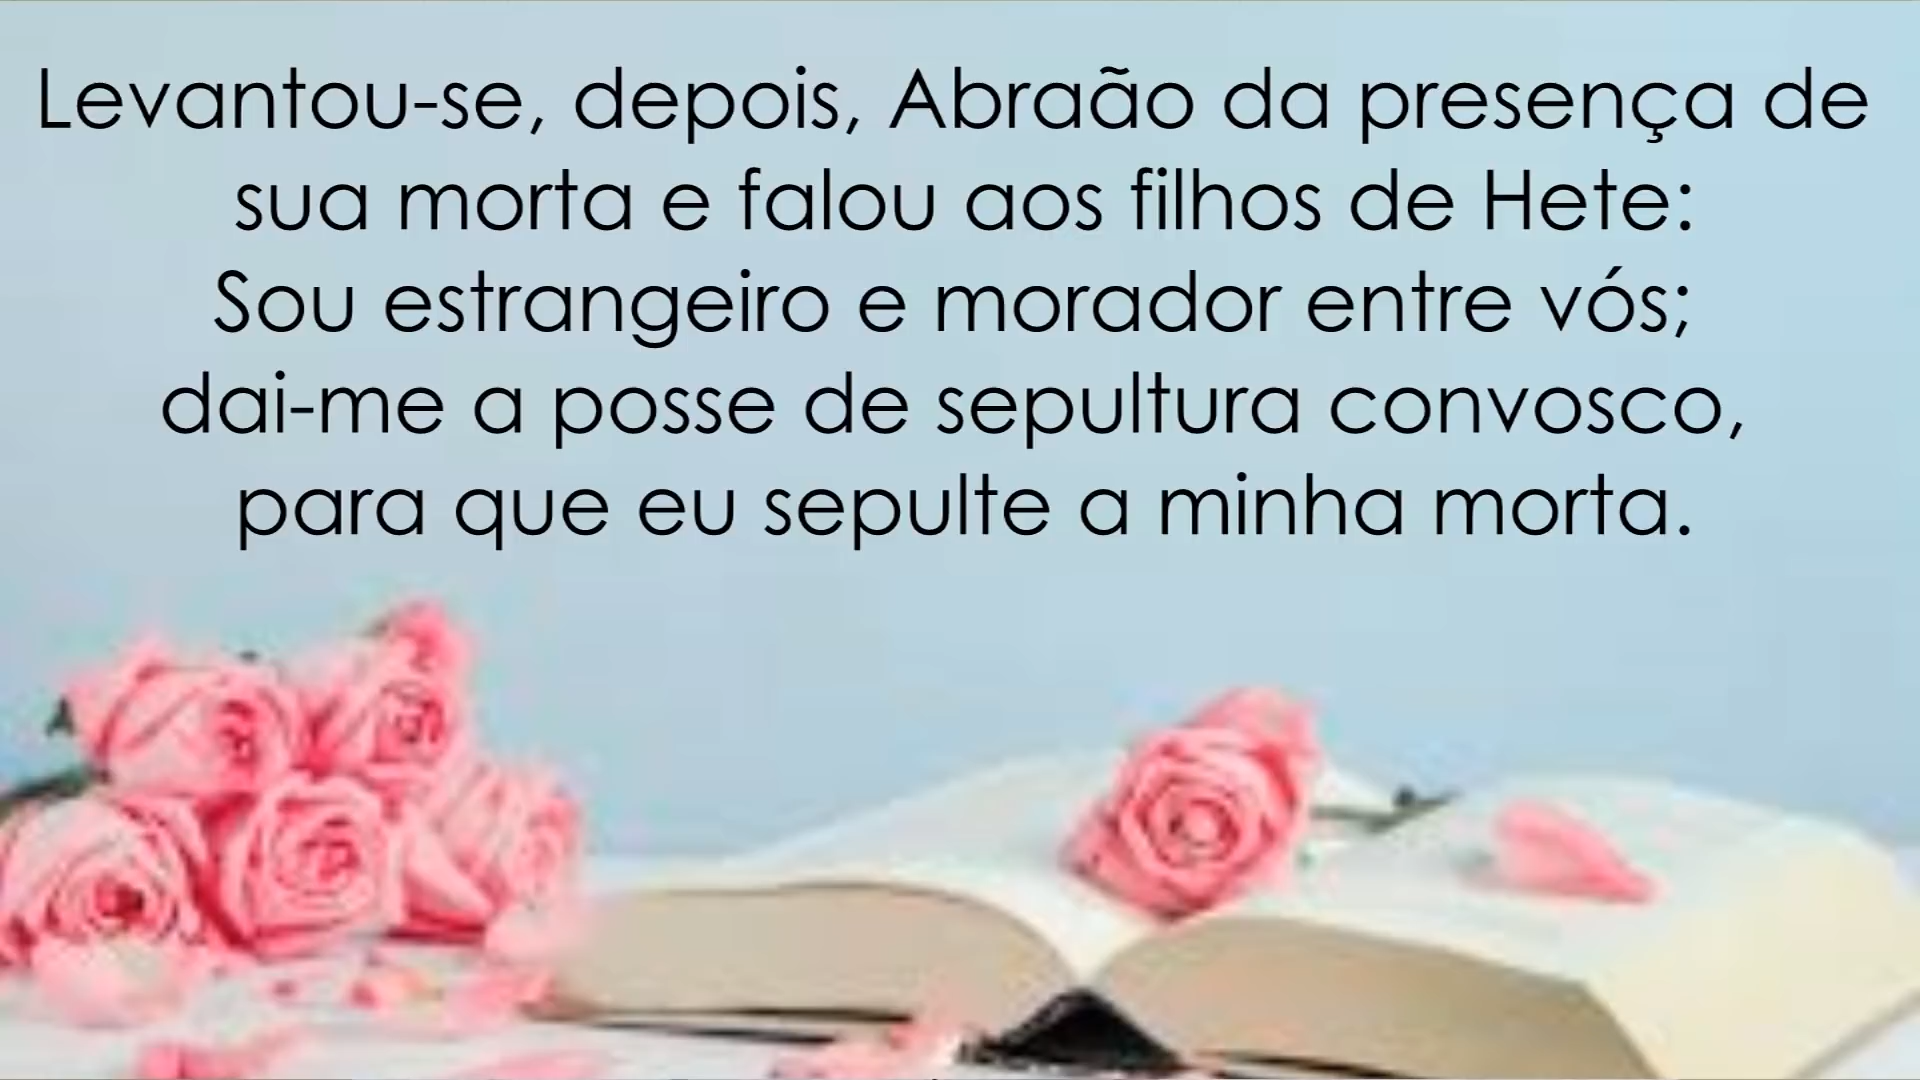 Levantou-se, depois, Abraão da presença de
sua morta e falou aos filhos de Hete:
Sou estrangeiro e morador entre vós;
dai-me a posse de sepultura convosco,
para que eu sepulte a minha morta.